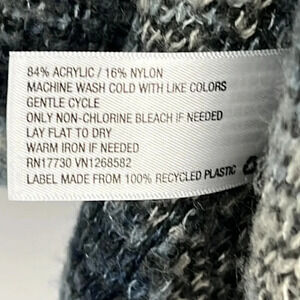 84% ACRYLIC / 16% NYLON
MACHINE WASH COLD WITH LIKE COLORS
GENTLE CYCLE
ONLY NON-CHLORINE BLEACH IF NEEDED
LAY FLAT TO DRY
WARM IRON IF NEEDED
RN17730 VN1268582
LABEL MADE FROM 100% RECYCLED PLASTIC